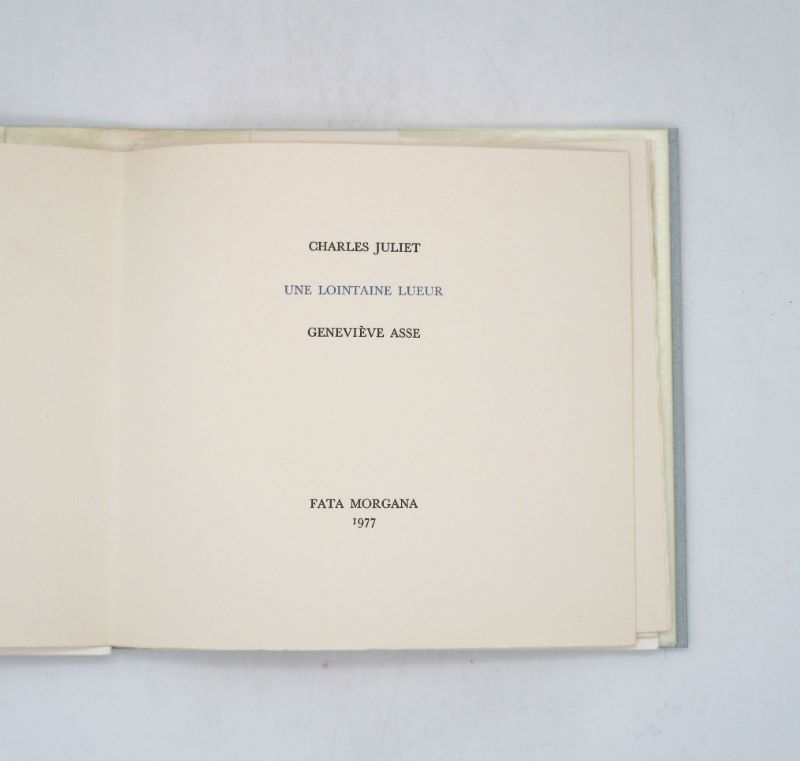 CHARLES JULIET
UNE LOINTAINE LUEUR
GENEVIÈVE ASSE
FATA MORGANA
1977